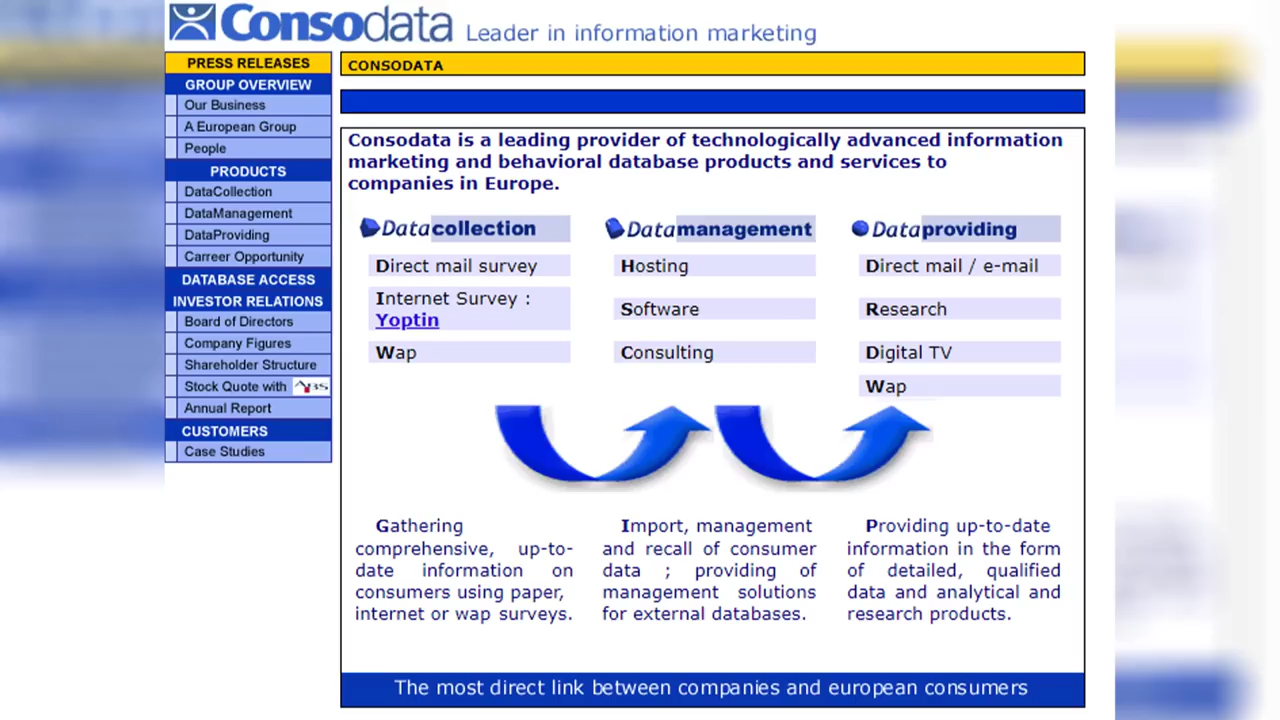 Consodata Leader in information marketing
PRESS RELEASES
GROUP OVERVIEW
Our Business
A European Group
People
PRODUCTS
DataCollection
DataManagement
DataProviding
Carreer Opportunity
DATABASE ACCESS
INVESTOR RELATIONS
Board of Directors
Company Figures
Shareholder Structure
Stock Quote with
Annual Report
CUSTOMERS
Case Studies
CONSODATA
Consodata is a leading provider of technologically advanced information
marketing and behavioral database products and services to
companies in Europe.
Datacollection
Direct mail survey
Internet Survey :
Yoptin
Wap
Datamanagement
Hosting
Software
Consulting
Dataproviding
Direct mail / e-mail
Research
Digital TV
Wap
Gathering
comprehensive, up-to-
date information on
consumers using paper,
internet or wap surveys.
Import, management
and recall of consumer
data ; providing of
management solutions
for external databases.
Providing up-to-date
information in the form
of detailed, qualified
data and analytical and
research products.
The most direct link between companies and european consumers